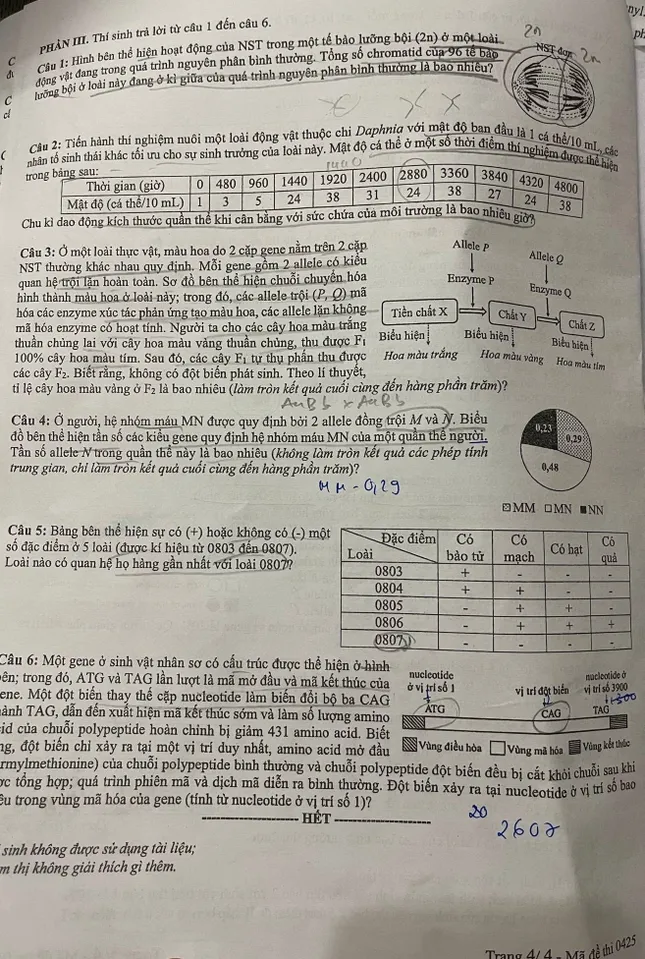 PHẦN III. Thí sinh trả lời từ câu 1 đến câu 6.
Câu 1: Hình bên thể hiện hoạt động của NST trong một tế bào lưỡng bội (2n) ở một loài
động vật đang trong quá trình nguyên phân bình thường. Tổng số chromatid của 96 tế bào
lưỡng bội ở loài này đang ở kì giữa của quá trình nguyên phân bình thường là bao nhiêu?
2n
NST đơn
2n
Câu 2: Tiến hành thí nghiệm nuôi một loài động vật thuộc chi Daphnia với mật độ ban đầu là 1 cá thể/10 mL, các
nhân tố sinh thái khác tối ưu cho sự sinh trưởng của loài này. Mật độ cá thể ở một số thời điểm thí nghiệm được thể hiện
trong bảng sau:
Thời gian (giờ) 0 480 960 1440 1920 2400 2880 3360 3840 4320 4800
Mật độ (cá thể/10 mL) 1 3 5 24 38 31 24 38 27 24 38
Chu kì dao động kích thước quần thể khi cân bằng với sức chứa của môi trường là bao nhiêu giờ?
Câu 3: Ở một loài thực vật, màu hoa do 2 cặp gene nằm trên 2 cặp
NST thường khác nhau quy định. Mỗi gene gồm 2 allele có kiểu
quan hệ trội lặn hoàn toàn. Sơ đồ bên thể hiện chuỗi chuyển hóa
hình thành màu hoa ở loài này; trong đó, các allele trội (P, Q) mã
hóa các enzyme xúc tác phản ứng tạo màu hoa, các allele lặn không
mã hóa enzyme có hoạt tính. Người ta cho các cây hoa màu trắng
thuần chủng lai với cây hoa màu vàng thuần chủng, thu được F1
100% cây hoa màu tím. Sau đó, các cây F1 tự thụ phấn thu được
các cây F2. Biết rằng, không có đột biến phát sinh. Theo lí thuyết,
tỉ lệ cây hoa màu vàng ở F2 là bao nhiêu (làm tròn kết quả cuối cùng đến hàng phần trăm)?
Allele P
Allele Q
Enzyme P
Enzyme Q
Tiền chất X
Chất Y
Chất Z
Biểu hiện
Biểu hiện
Biểu hiện
Hoa màu trắng
Hoa màu vàng
Hoa màu tím
AaBb x AaBb
Câu 4: Ở người, hệ nhóm máu MN được quy định bởi 2 allele đồng trội M và N. Biểu
đồ bên thể hiện tần số các kiểu gene quy định hệ nhóm máu MN của một quần thể người.
Tần số allele N trong quần thể này là bao nhiêu (không làm tròn kết quả các phép tính
trung gian, chỉ làm tròn kết quả cuối cùng đến hàng phần trăm)?
MM - 0,29
0,23
0,29
0,48
MM MN NN
Câu 5: Bảng bên thể hiện sự có (+) hoặc không có (-) một
số đặc điểm ở 5 loài (được kí hiệu từ 0803 đến 0807).
Loài nào có quan hệ họ hàng gần nhất với loài 0807?
Đặc điểm
Loài
Có bào tử Có mạch Có hạt Có quả
0803 + - - -
0804 + + - -
0805 - + + -
0806 - + + +
0807 - - - -
Câu 6: Một gene ở sinh vật nhân sơ có cấu trúc được thể hiện ở hình
bên; trong đó, ATG và TAG lần lượt là mã mở đầu và mã kết thúc của
ene. Một đột biến thay thế cặp nucleotide làm biến đổi bộ ba CAG
hành TAG, dẫn đến xuất hiện mã kết thúc sớm và làm số lượng amino
cid của chuỗi polypeptide hoàn chỉnh bị giảm 431 amino acid. Biết
ng, đột biến chỉ xảy ra tại một vị trí duy nhất, amino acid mở đầu
rmylmethionine) của chuỗi polypeptide bình thường và chuỗi polypeptide đột biến đều bị cắt khỏi chuỗi sau khi
ợc tổng hợp; quá trình phiên mã và dịch mã diễn ra bình thường. Đột biến xảy ra tại nucleotide ở vị trí số bao
êu trong vùng mã hóa của gene (tính từ nucleotide ở vị trí số 1)?
nucleotide
ở vị trí số 1
vị trí đột biến
nucleotide ở
vị trí số 3900
1300
ATG
CAG
TAG
Vùng điều hòa Vùng mã hóa Vùng kết thúc
HẾT
20
2607
sinh không được sử dụng tài liệu;
m thị không giải thích gì thêm.
Trang 4/ 4 - Mã đề thi 0425